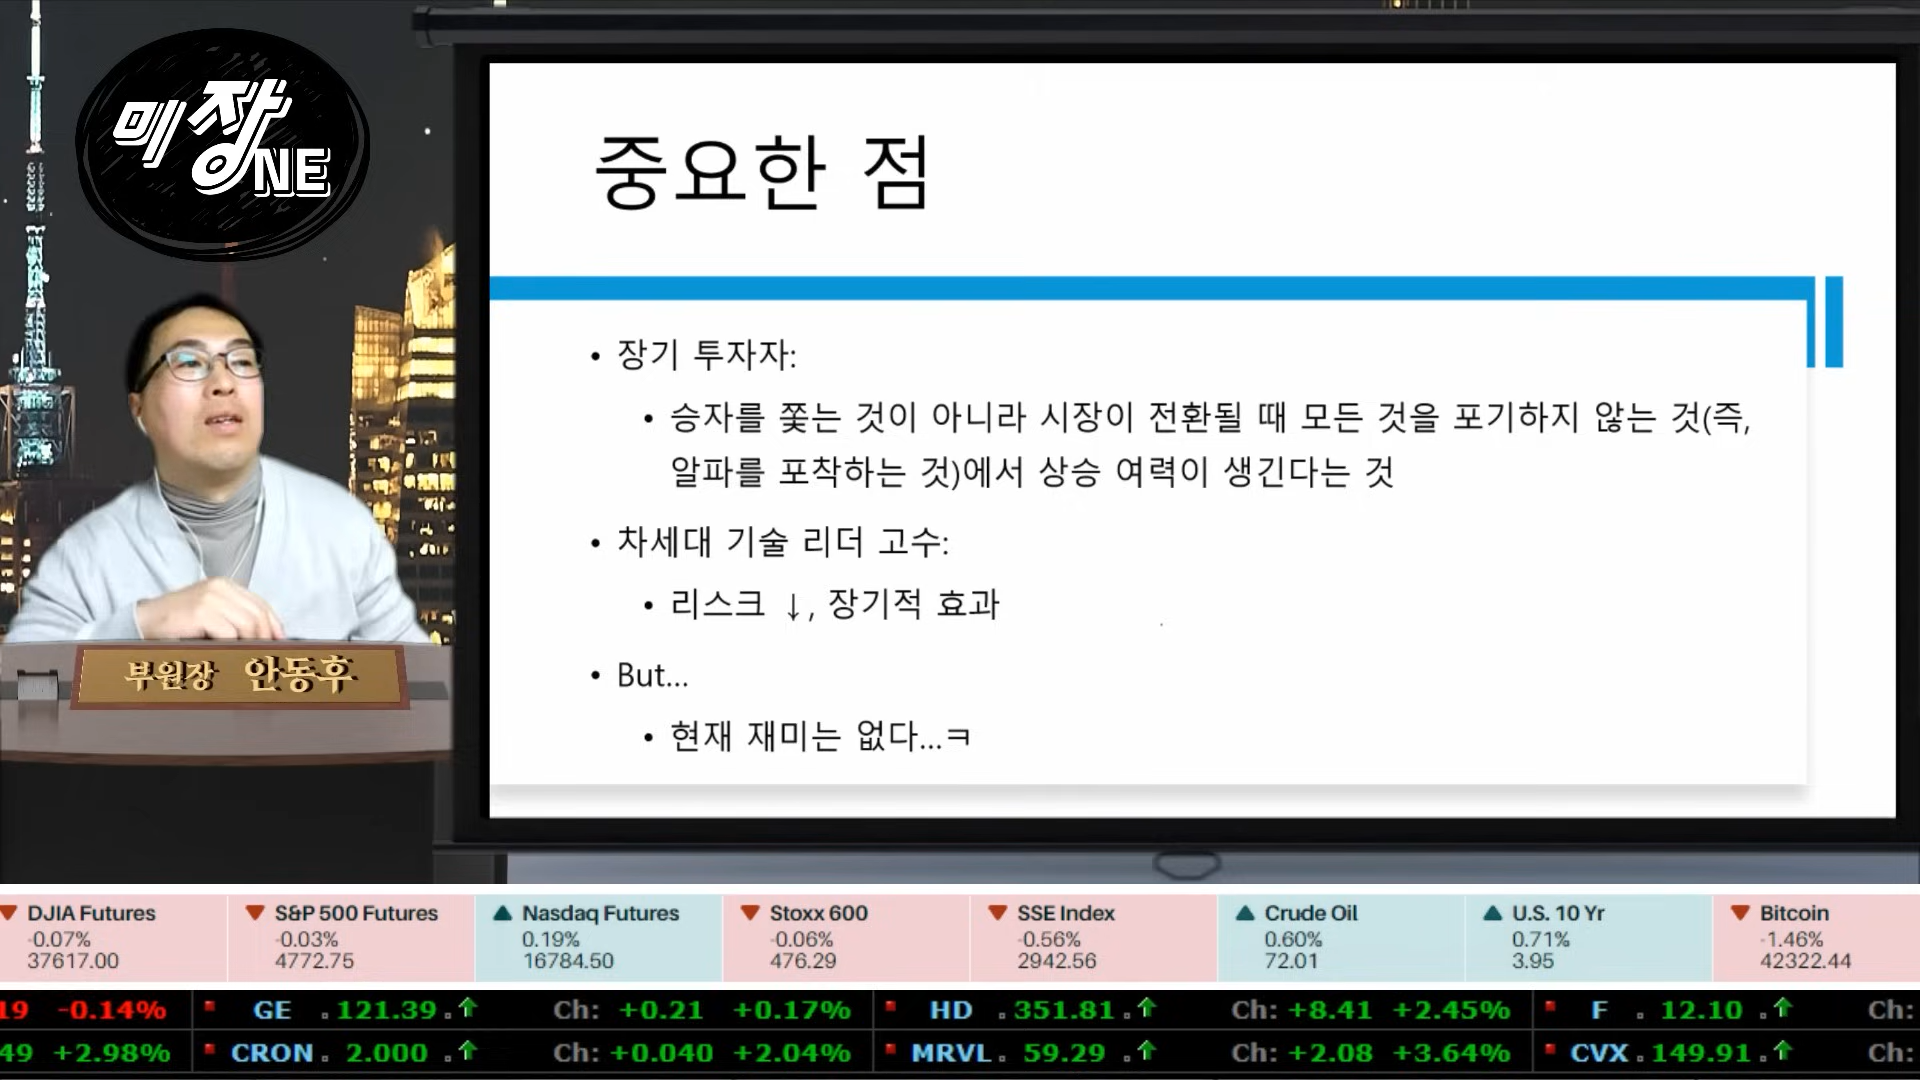 미장
ONE
중요한 점
• 장기 투자자:
• 승자를 쫓는 것이 아니라 시장이 전환될 때 모든 것을 포기하지 않는 것(즉,
알파를 포착하는 것)에서 상승 여력이 생긴다는 것
• 차세대 기술 리더 고수:
• 리스크 ↓, 장기적 효과
• But...
• 현재 재미는 없다...ㅋ
부원장 안동후
▼ DJIA Futures
-0.07%
37617.00
▼ S&P 500 Futures
-0.03%
4772.75
▲ Nasdaq Futures
0.19%
16784.50
▼ Stoxx 600
-0.06%
476.29
▼ SSE Index
-0.56%
2942.56
▲ Crude Oil
0.60%
72.01
▲ U.S. 10 Yr
0.71%
3.95
▼ Bitcoin
-1.46%
42322.44
19 -0.14% GE 121.39 ↑ Ch: +0.21 +0.17% HD 351.81 ↑ Ch: +8.41 +2.45% F 12.10 ↑ Ch:
49 +2.98% CRON 2.000 ↑ Ch: +0.040 +2.04% MRVL 59.29 ↑ Ch: +2.08 +3.64% CVX 149.91 ↑ Ch: